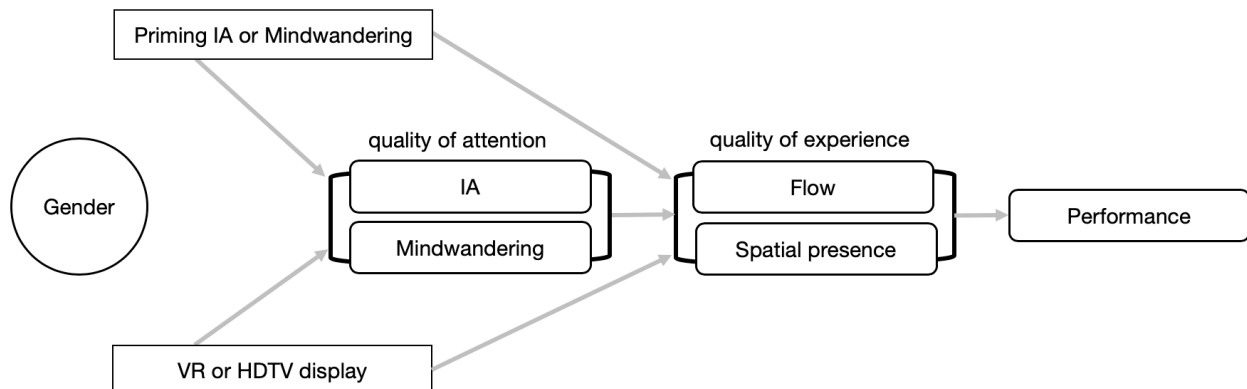 Priming IA or Mindwandering
quality of attention
quality of experience
IA
Flow
Gender
Performance
Mindwandering
Spatial presence
VR or HDTV display